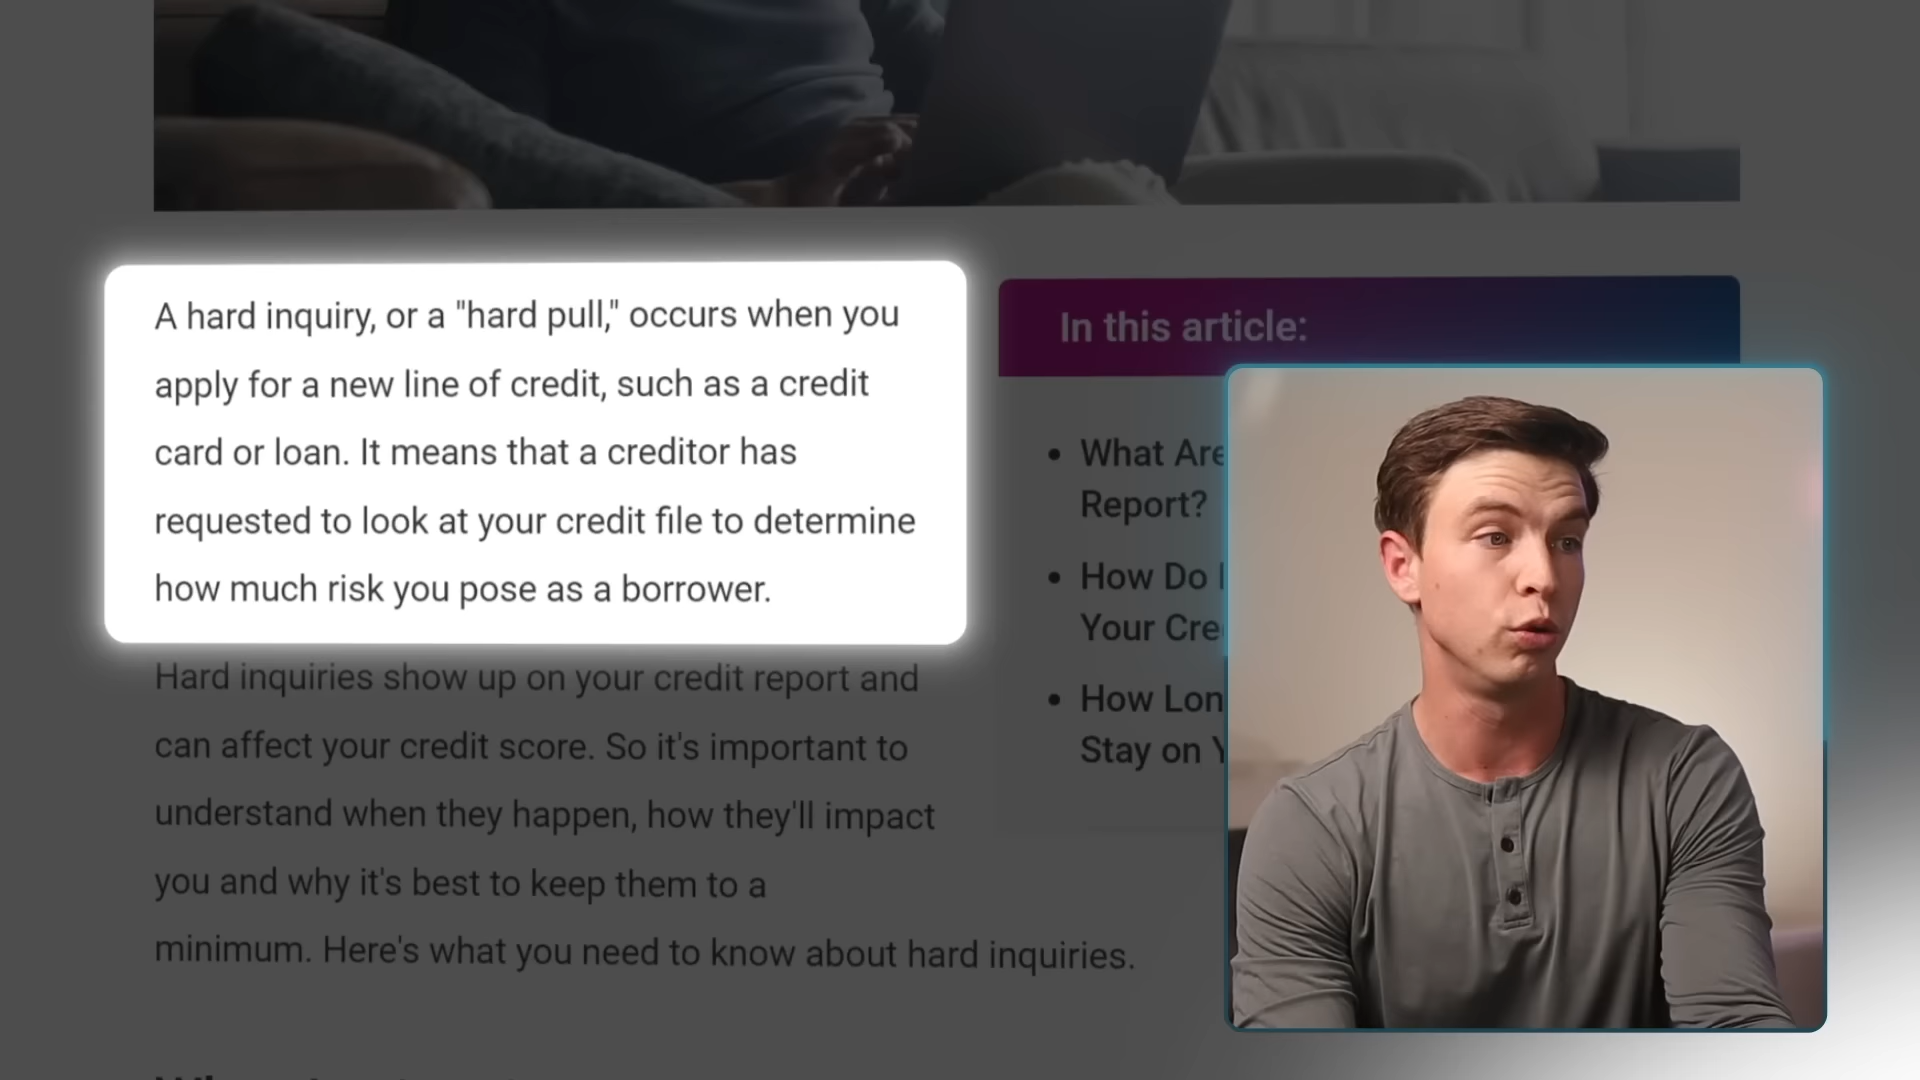 A hard inquiry, or a "hard pull," occurs when you
apply for a new line of credit, such as a credit
card or loan. It means that a creditor has
requested to look at your credit file to determine
how much risk you pose as a borrower.
Hard inquiries show up on your credit report and
can affect your credit score. So it's important to
understand when they happen, how they'll impact
you and why it's best to keep them to a
minimum. Here's what you need to know about hard inquiries.
In this article:
• What Are
Report?
• How Do
Your Cre
• How Lon
Stay on